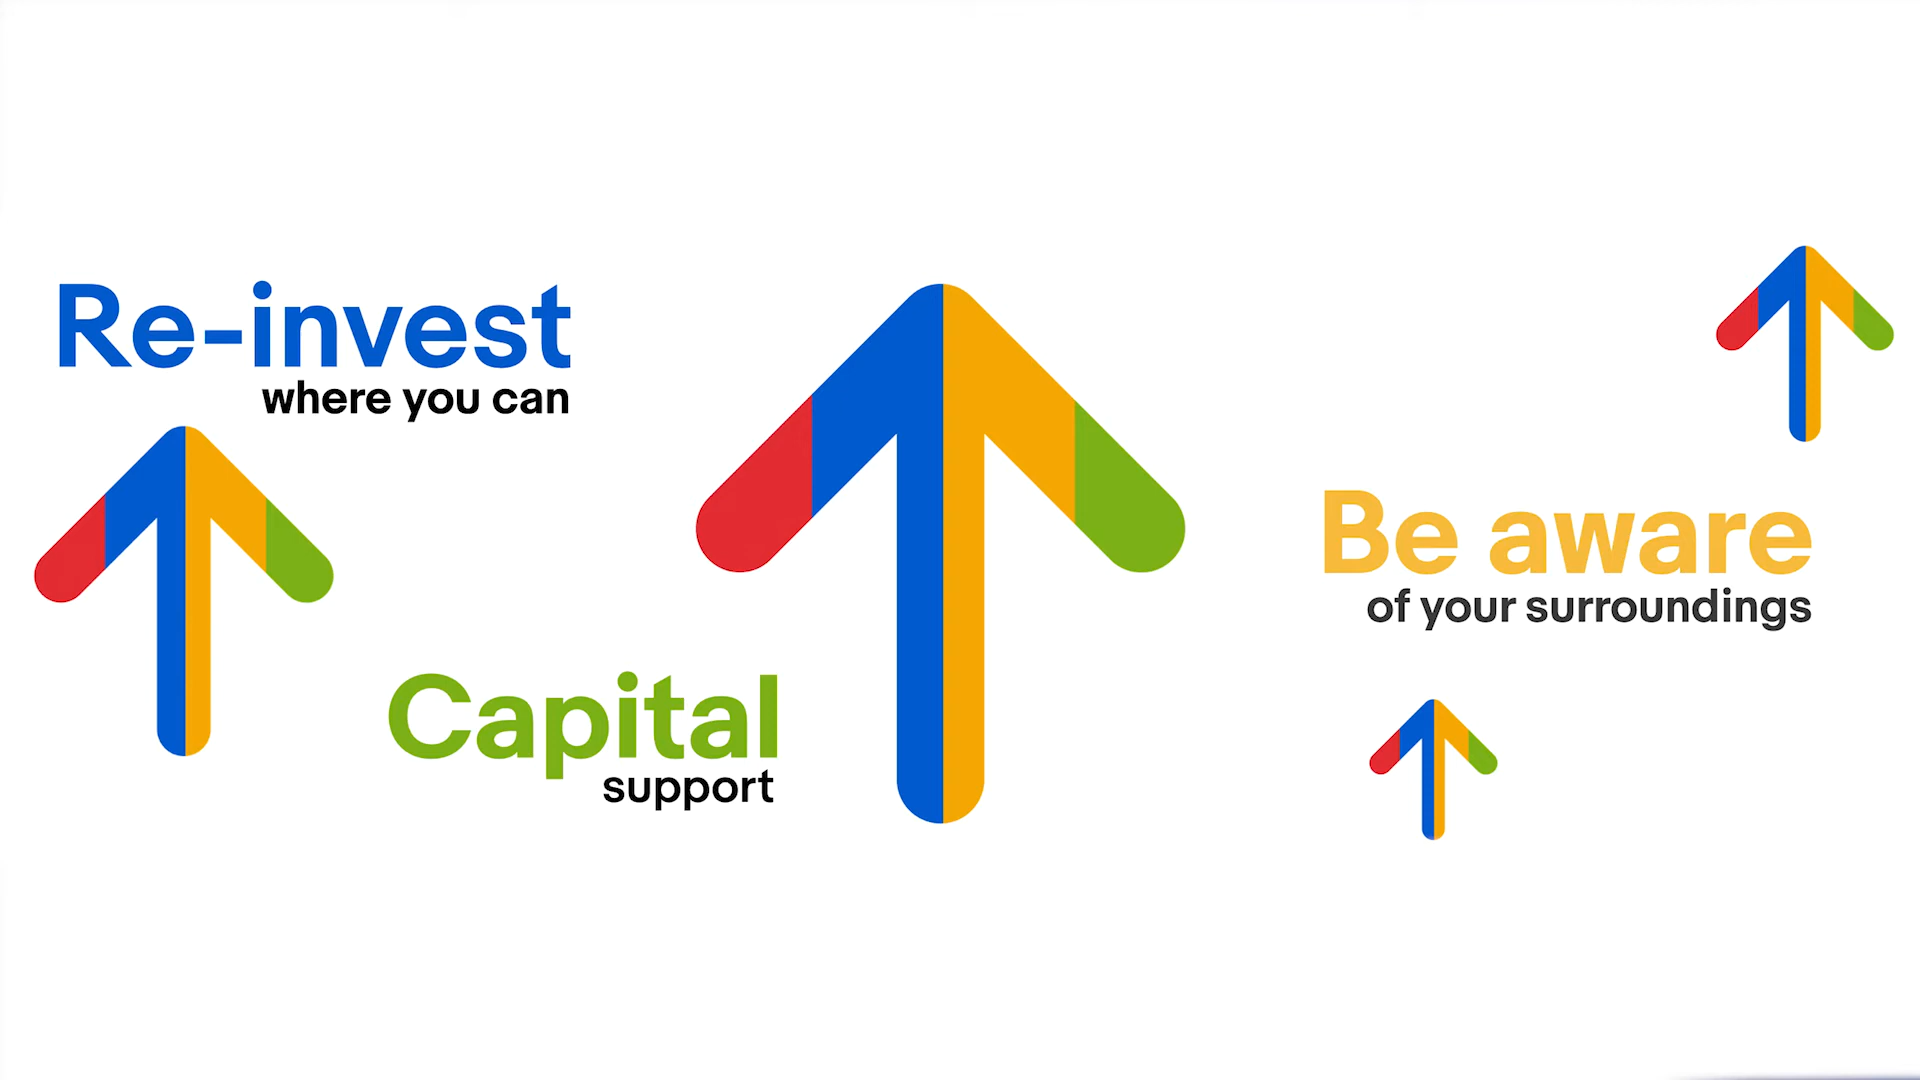 Re-invest
where you can
Capital
support
Be aware
of your surroundings